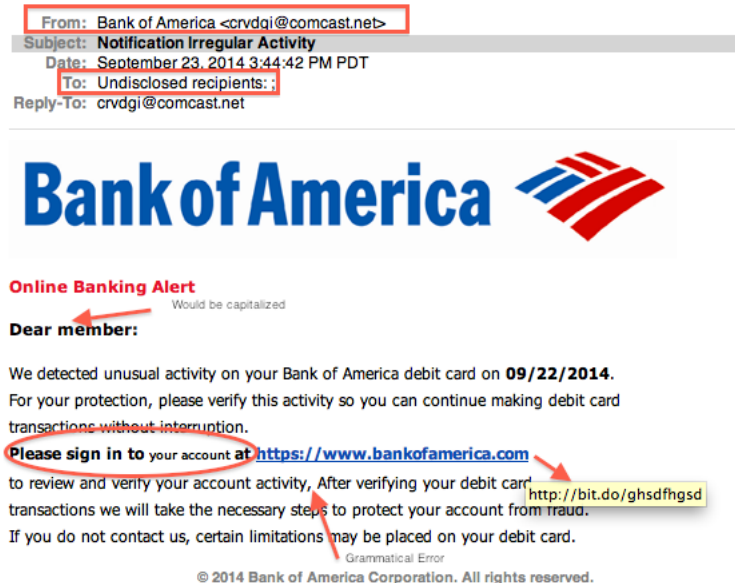 From: Bank of America <crvdgi@comcast.net>
Subject: Notification Irregular Activity
Date: September 23, 2014 3:44:42 PM PDT
To: Undisclosed recipients: ;
Reply-To: crvdgi@comcast.net
Bank of America
Online Banking Alert
Would be capitalized
Dear member:
We detected unusual activity on your Bank of America debit card on 09/22/2014.
For your protection, please verify this activity so you can continue making debit card
transactions without interruption.
Please sign in to your account at https://www.bankofamerica.com
to review and verify your account activity, After verifying your debit card
http://bit.do/ghsdfhgsd
transactions we will take the necessary steps to protect your account from fraud.
If you do not contact us, certain limitations may be placed on your debit card.
Grammatical Error
© 2014 Bank of America Corporation. All rights reserved.